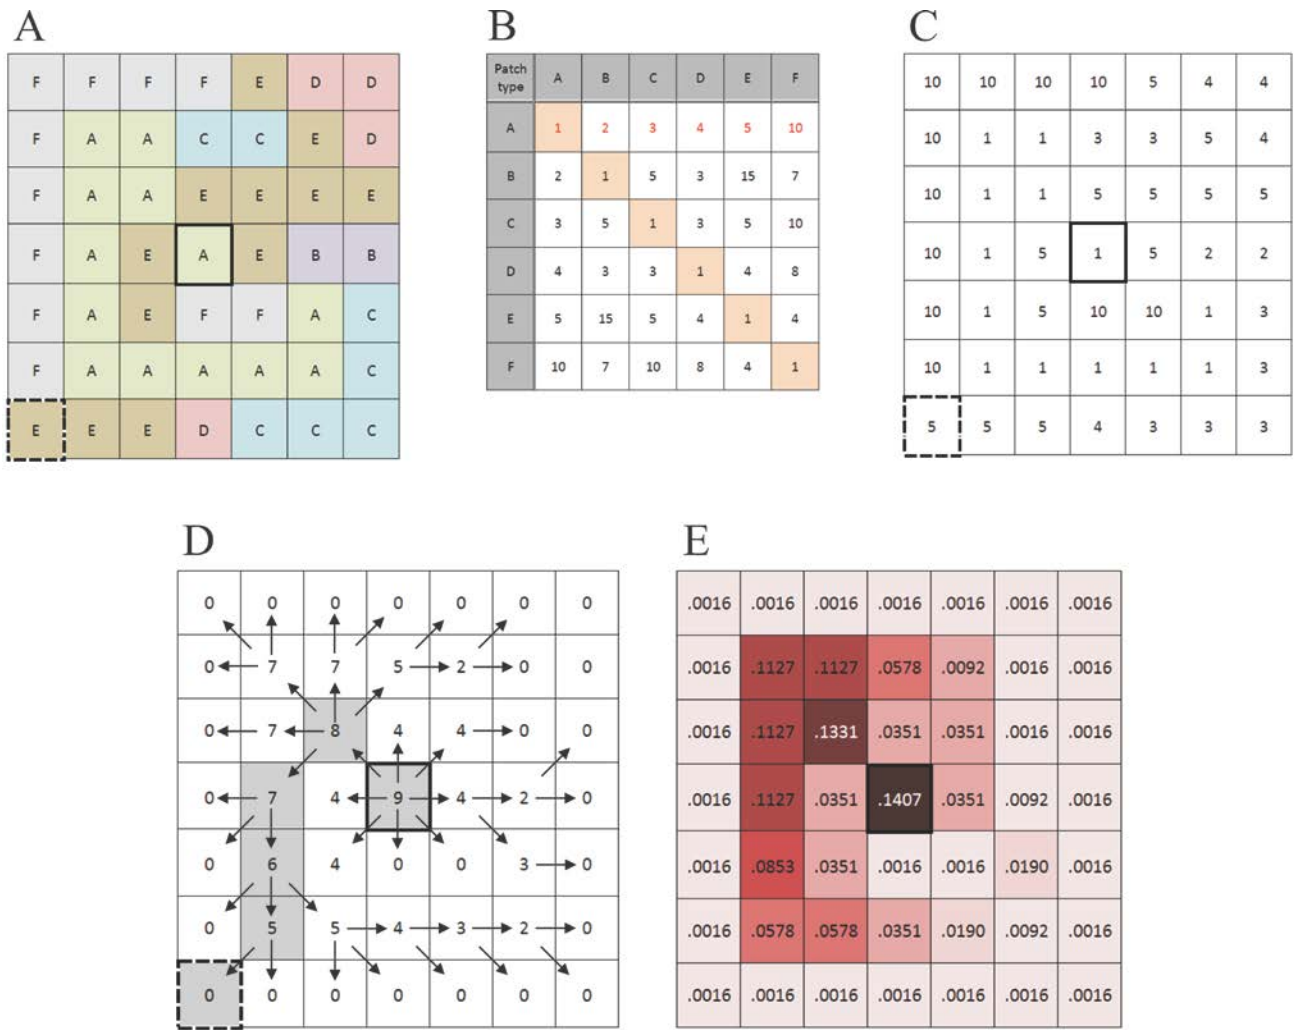 A
F F F F E D D
F A A C C E D
F A A E E E E
F A E A E B B
F A E F F A C
F A A A A A C
E E E D C C C
B
Patch type A B C D E F
A 1 2 3 4 5 10
B 2 1 5 3 15 7
C 3 5 1 3 5 10
D 4 3 3 1 4 8
E 5 15 5 4 1 4
F 10 7 10 8 4 1
C
10 10 10 10 5 4 4
10 1 1 3 3 5 4
10 1 1 5 5 5 5
10 1 5 1 5 2 2
10 1 5 10 10 1 3
10 1 1 1 1 1 3
5 5 5 4 3 3 3
D
0 0 0 0 0 0 0
0 7 7 5 2 0 0
0 7 8 4 4 0 0
0 7 4 9 4 2 0
0 6 4 0 0 3 0
0 5 5 4 3 2 0
0 0 0 0 0 0 0
E
.0016 .0016 .0016 .0016 .0016 .0016 .0016
.0016 .1127 .1127 .0578 .0092 .0016 .0016
.0016 .1127 .1331 .0351 .0351 .0016 .0016
.0016 .1127 .0351 .1407 .0351 .0092 .0016
.0016 .0853 .0351 .0016 .0016 .0190 .0016
.0016 .0578 .0578 .0351 .0190 .0092 .0016
.0016 .0016 .0016 .0016 .0016 .0016 .0016